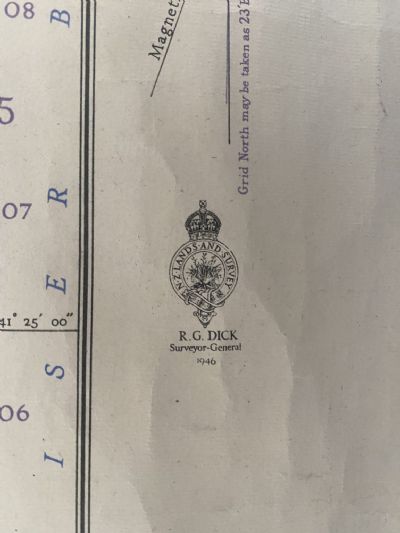 08
5
07
41° 25′ 00″
06
I S E R B
Magnet
Grid North may be taken as 23′E
N·Z LANDS·AND·SURVEY
R.G. DICK
Surveyor-General
1946